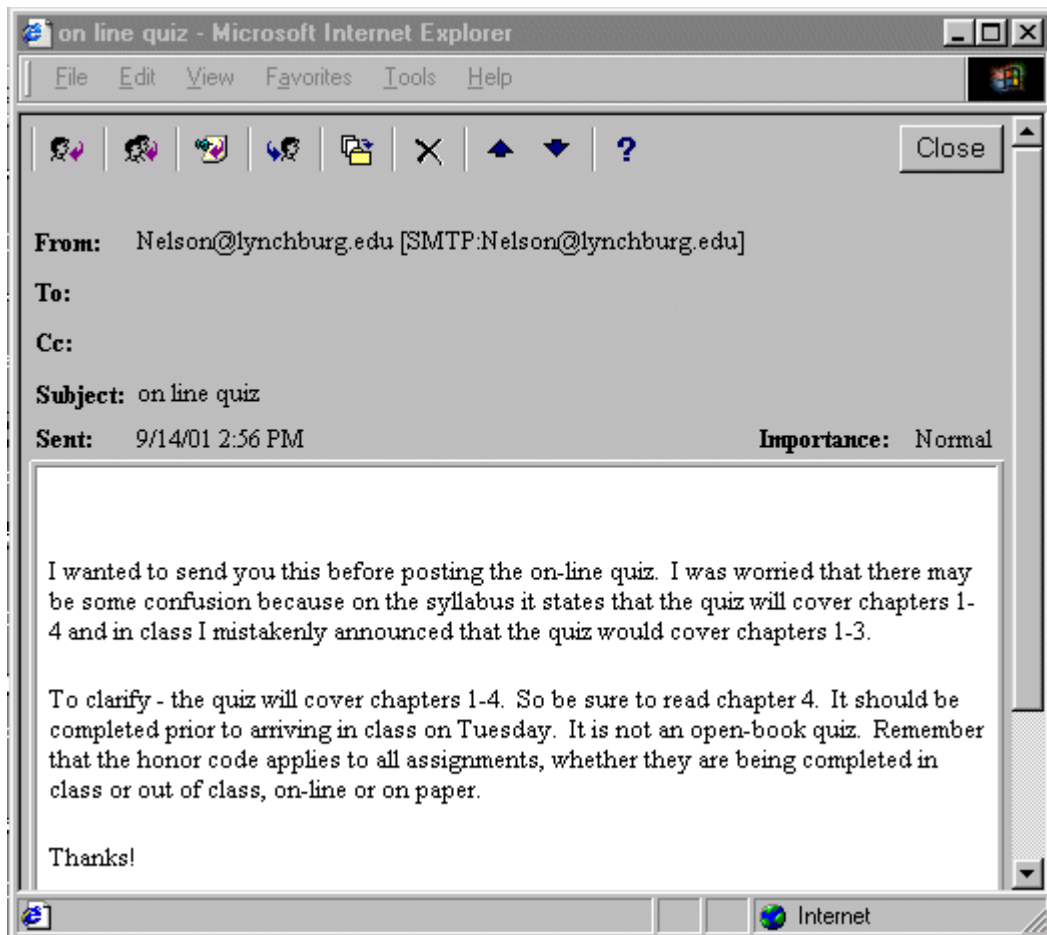 on line quiz - Microsoft Internet Explorer
File Edit View Favorites Tools Help
? Close
From: Nelson@lynchburg.edu [SMTP:Nelson@lynchburg.edu]
To:
Cc:
Subject: on line quiz
Sent: 9/14/01 2:56 PM Importance: Normal
I wanted to send you this before posting the on-line quiz. I was worried that there may
be some confusion because on the syllabus it states that the quiz will cover chapters 1-
4 and in class I mistakenly announced that the quiz would cover chapters 1-3.
To clarify - the quiz will cover chapters 1-4. So be sure to read chapter 4. It should be
completed prior to arriving in class on Tuesday. It is not an open-book quiz. Remember
that the honor code applies to all assignments, whether they are being completed in
class or out of class, on-line or on paper.
Thanks!
Internet